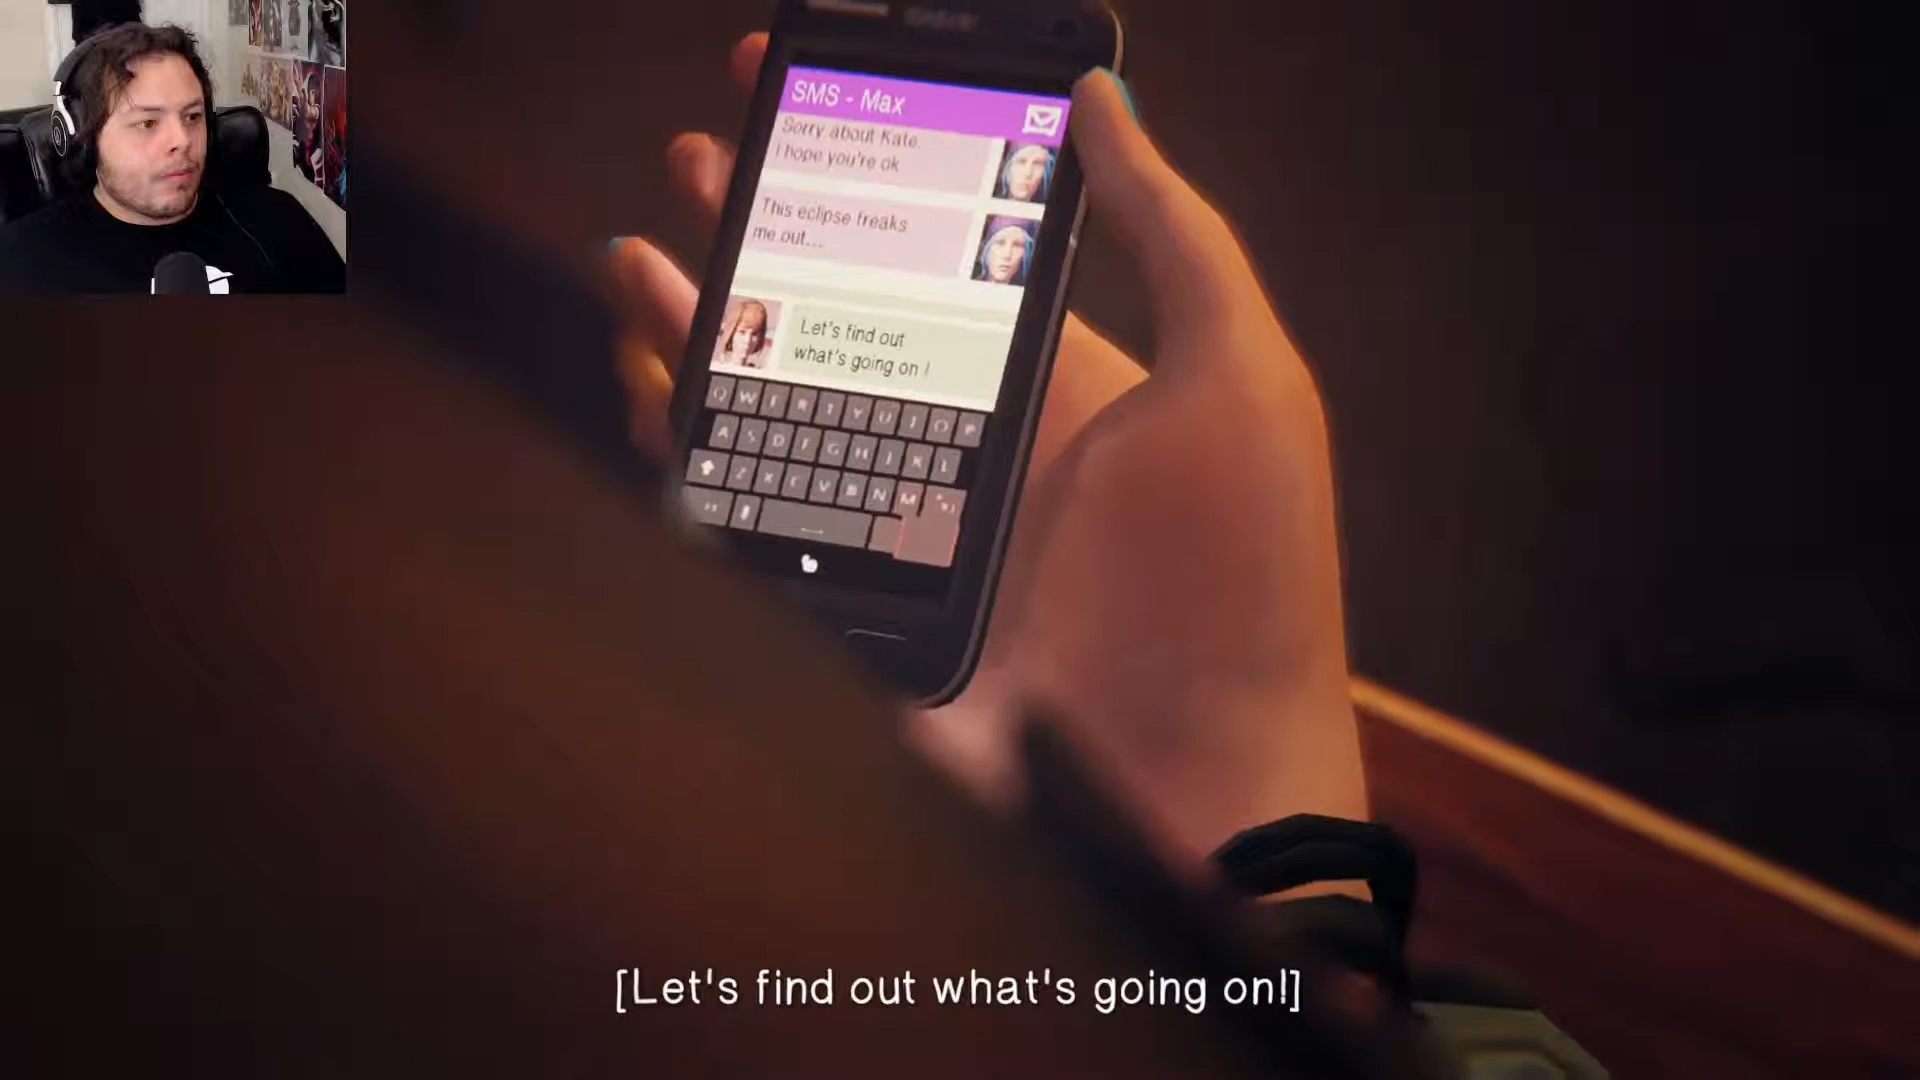 SMS - Max
Sorry about Kate.
I hope you're ok
This eclipse freaks
me out...
Let's find out
what's going on !
Q W E R T Y U I O P
A S D F G H J K L
Z X C V B N M
[Let's find out what's going on!]